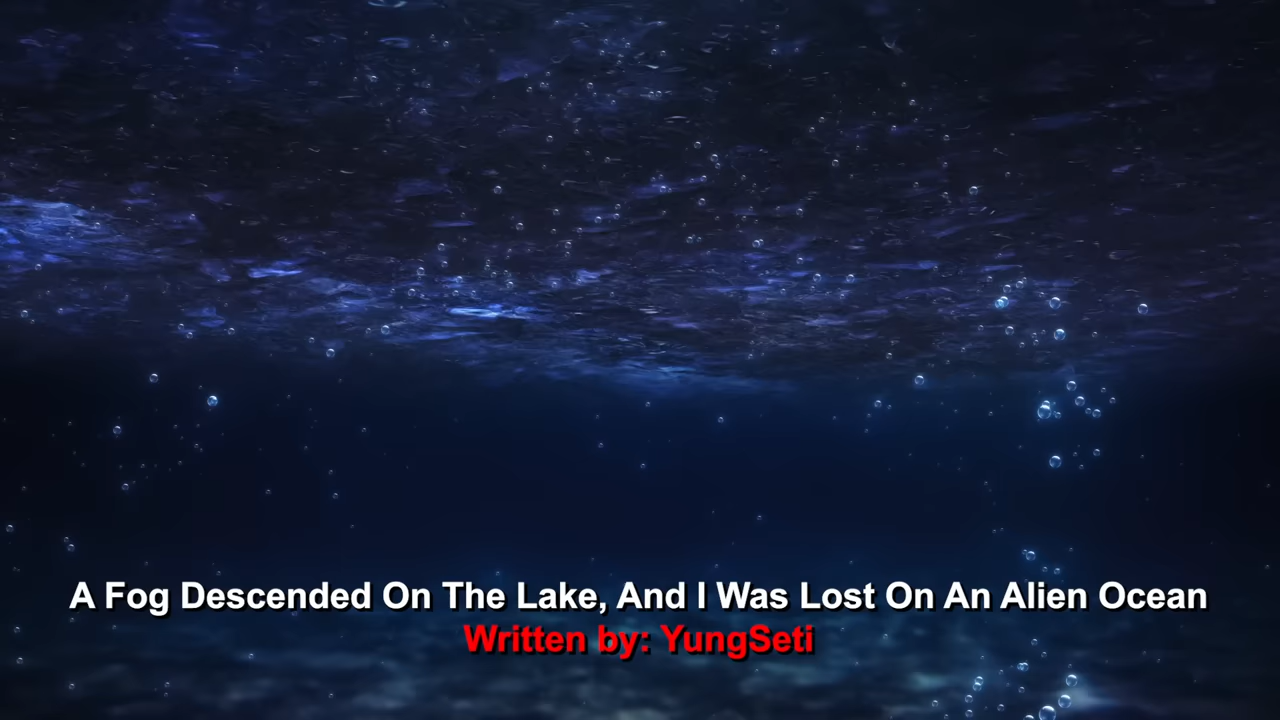 A Fog Descended On The Lake, And I Was Lost On An Alien Ocean
Written by: YungSeti